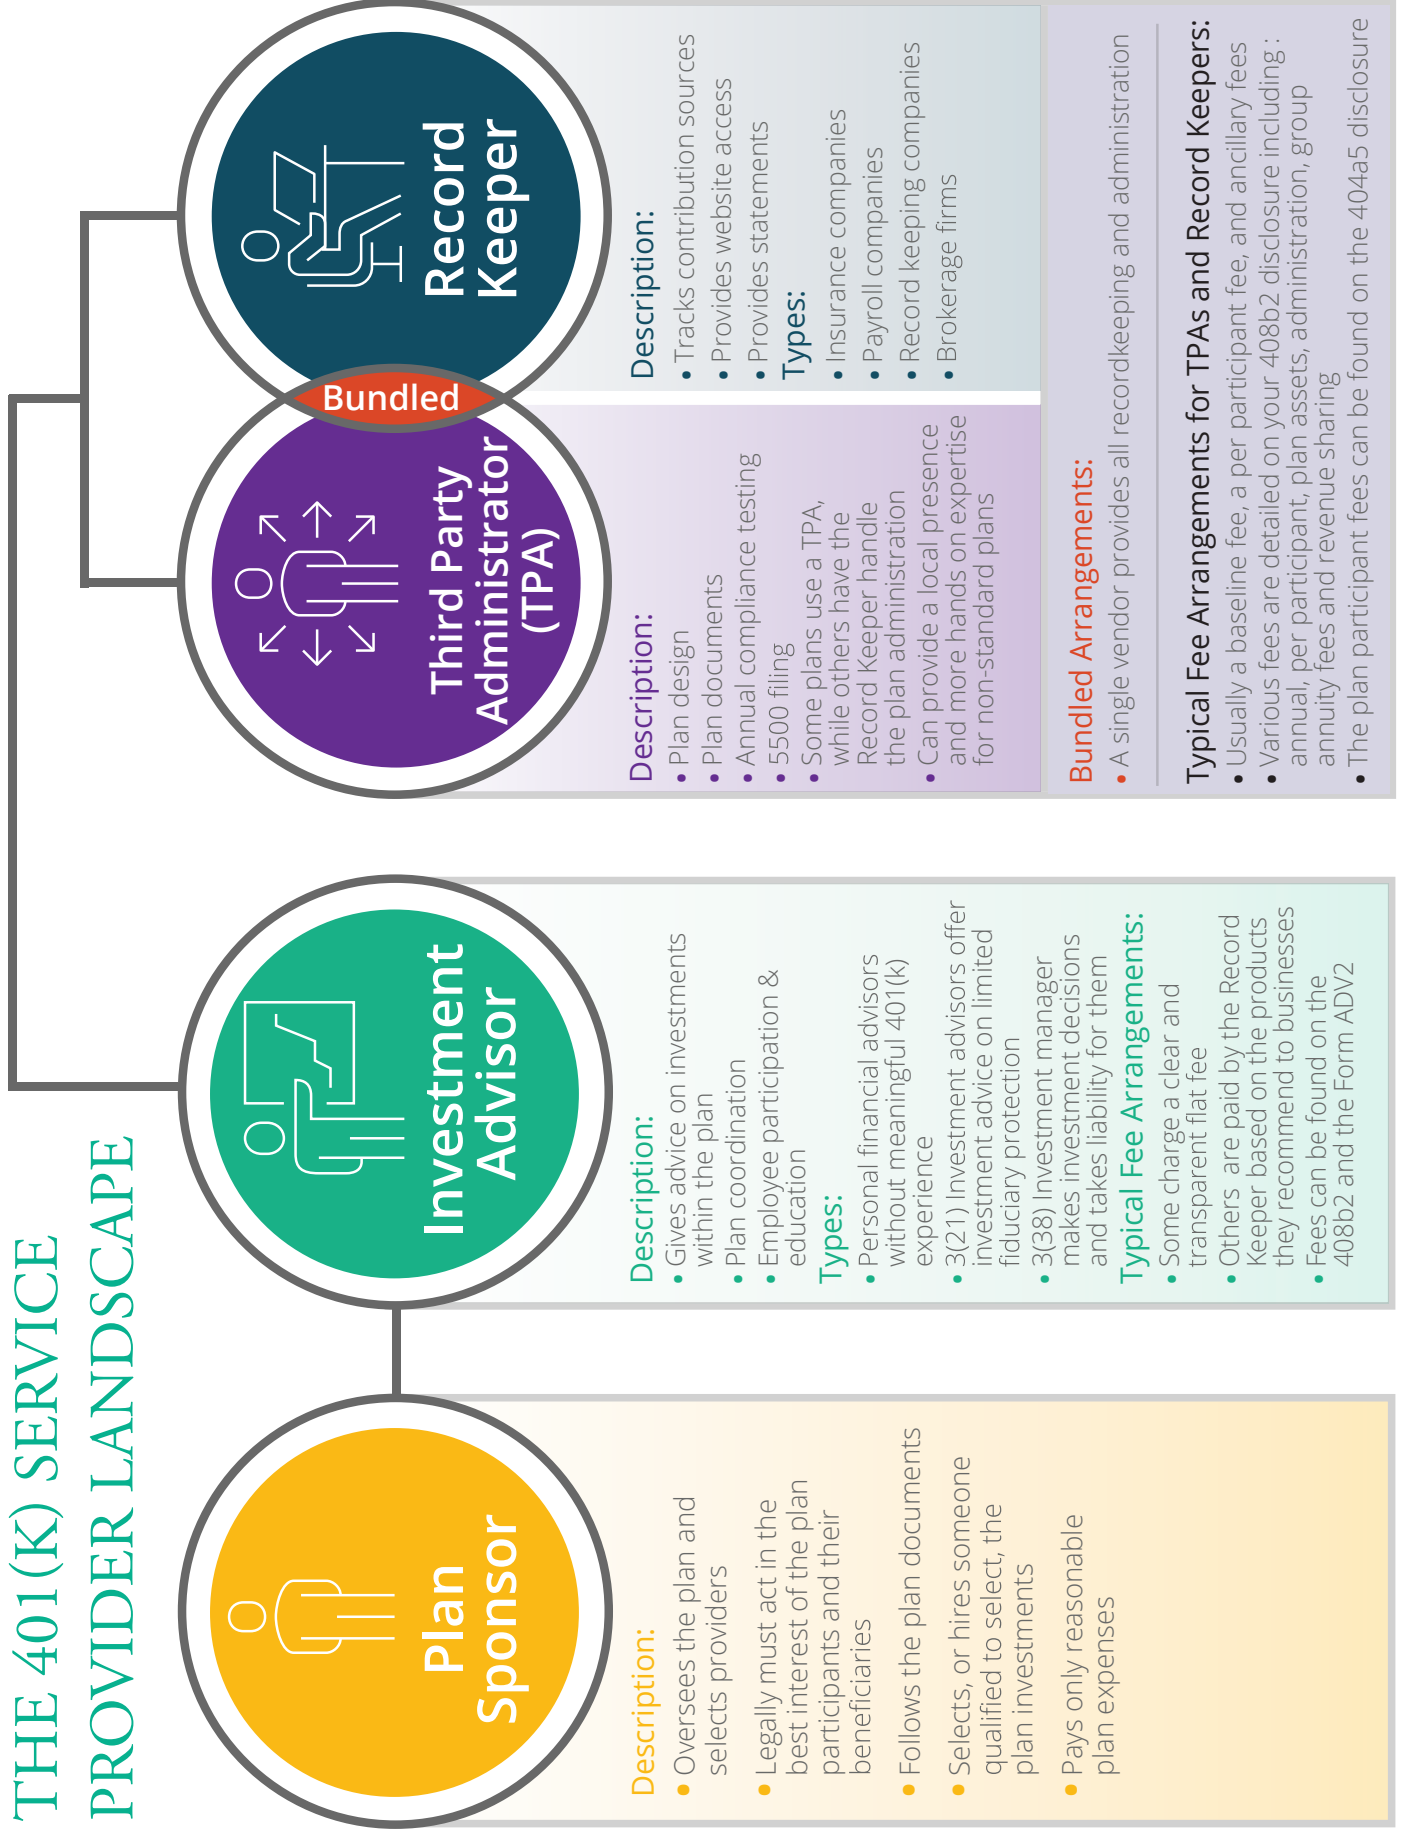 THE 401(K) SERVICE
PROVIDER LANDSCAPE
Plan
Sponsor
Description:
• Oversees the plan and
selects providers
• Legally must act in the
best interest of the plan
participants and their
beneficiaries
• Follows the plan documents
• Selects, or hires someone
qualified to select, the
plan investments
• Pays only reasonable
plan expenses
Investment
Advisor
Description:
• Gives advice on investments
within the plan
• Plan coordination
• Employee participation &
education
Types:
• Personal financial advisors
without meaningful 401(k)
experience
• 3(21) Investment advisors offer
investment advice on limited
fiduciary protection
• 3(38) Investment manager
makes investment decisions
and takes liability for them
Typical Fee Arrangements:
• Some charge a clear and
transparent flat fee
• Others are paid by the Record
Keeper based on the products
they recommend to businesses
• Fees can be found on the
408b2 and the Form ADV2
Third Party
Administrator
(TPA)
Description:
• Plan design
• Plan documents
• Annual compliance testing
• 5500 filing
• Some plans use a TPA,
while others have the
Record Keeper handle
the plan administration
• Can provide a local presence
and more hands on expertise
for non-standard plans
Bundled
Record
Keeper
Description:
• Tracks contribution sources
• Provides website access
• Provides statements
Types:
• Insurance companies
• Payroll companies
• Record keeping companies
• Brokerage firms
Bundled Arrangements:
• A single vendor provides all recordkeeping and administration
Typical Fee Arrangements for TPAs and Record Keepers:
• Usually a baseline fee, a per participant fee, and ancillary fees
• Various fees are detailed on your 408b2 disclosure including :
annual, per participant, plan assets, administration, group
annuity fees and revenue sharing
• The plan participant fees can be found on the 404a5 disclosure